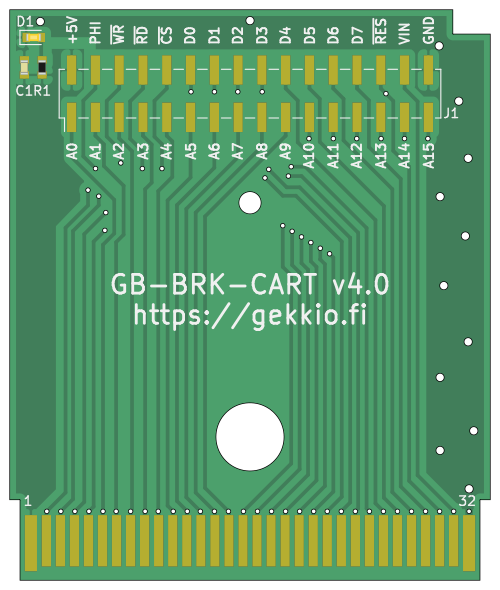 D1 +5V PHI WR RD CS D0 D1 D2 D3 D4 D5 D6 D7 RES VIN GND
C1R1
J1
A0 A1 A2 A3 A4 A5 A6 A7 A8 A9 A10 A11 A12 A13 A14 A15
GB-BRK-CART v4.0
https://gekkio.fi
1 32